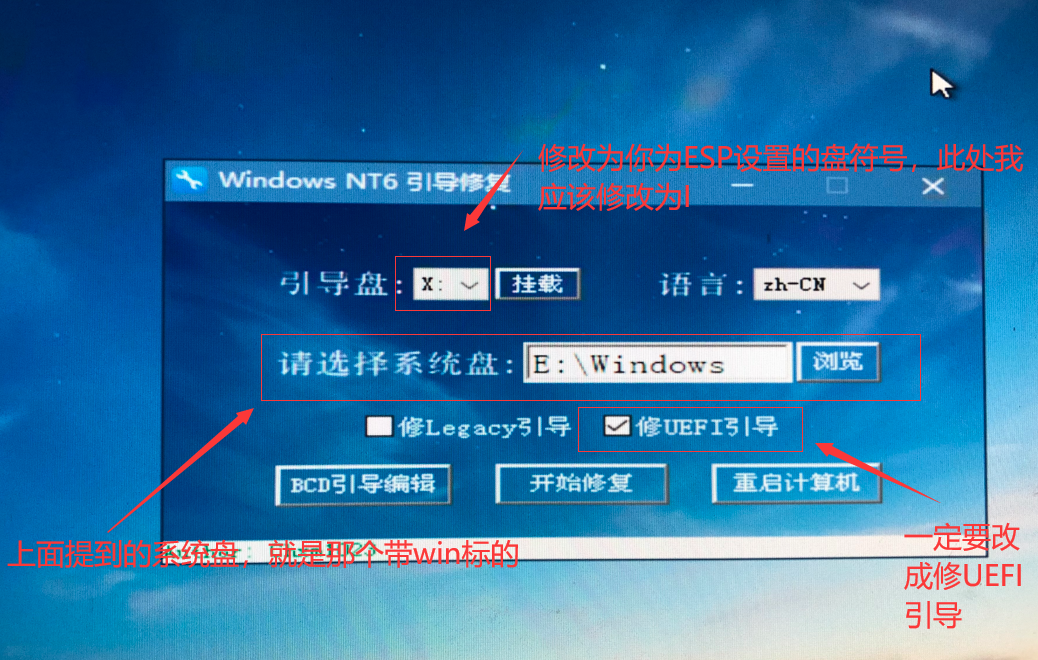 修改为你为ESP设置的盘符号，此处我
应该修改为I
Windows NT6 引导修复
引导盘: X: 挂载 语言: zh-CN
请选择系统盘: E:\Windows 浏览
修Legacy引导 修UEFI引导
BCD引导编辑 开始修复 重启计算机
上面提到的系统盘，就是那个带win标的
一定要改
成修UEFI
引导